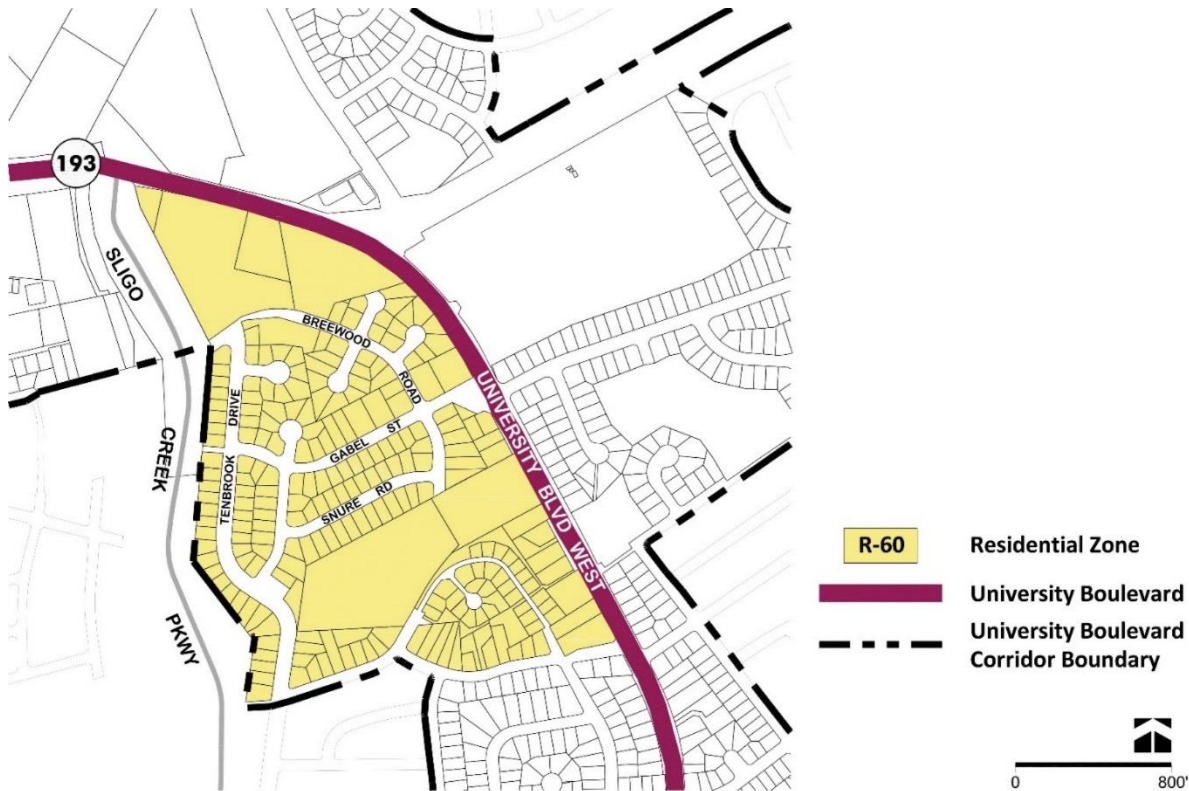 193
SLIGO
CREEK
PKWY
BREEWOOD
ROAD
TENBROOK DRIVE
GABEL ST
SNURE RD
UNIVERSITY BLVD WEST
R-60
Residential Zone
University Boulevard
University Boulevard
Corridor Boundary
0 800'